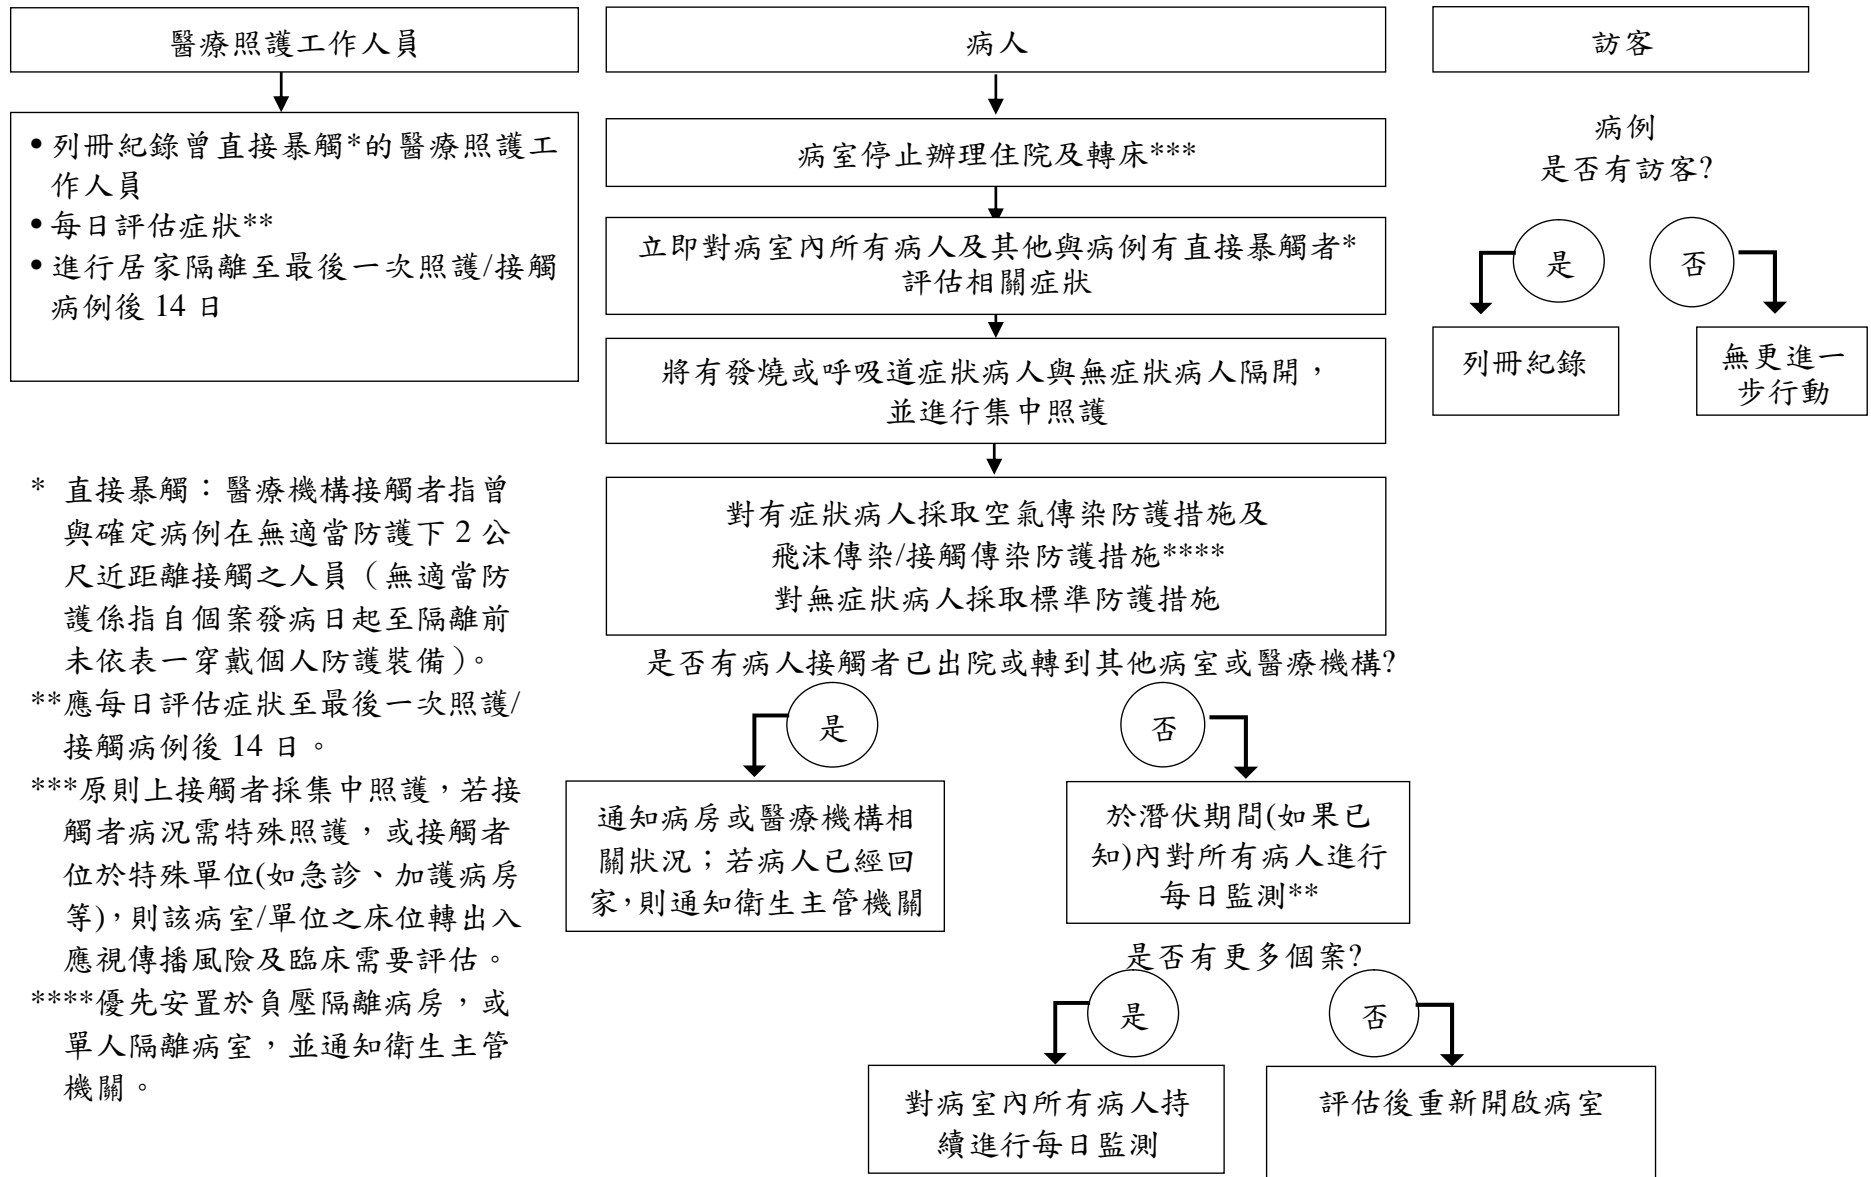 醫療照護工作人員
• 列冊紀錄曾直接暴觸*的醫療照護工
作人員
• 每日評估症狀**
• 進行居家隔離至最後一次照護/接觸
病例後 14 日
* 直接暴觸：醫療機構接觸者指曾
與確定病例在無適當防護下 2 公
尺近距離接觸之人員（無適當防
護係指自個案發病日起至隔離前
未依表一穿戴個人防護裝備）。
**應每日評估症狀至最後一次照護/
接觸病例後 14 日。
***原則上接觸者採集中照護，若接
觸者病況需特殊照護，或接觸者
位於特殊單位(如急診、加護病房
等)，則該病室/單位之床位轉出入
應視傳播風險及臨床需要評估。
****優先安置於負壓隔離病房，或
單人隔離病室，並通知衛生主管
機關。
病人
病室停止辦理住院及轉床***
立即對病室內所有病人及其他與病例有直接暴觸者*
評估相關症狀
將有發燒或呼吸道症狀病人與無症狀病人隔開，
並進行集中照護
對有症狀病人採取空氣傳染防護措施及
飛沫傳染/接觸傳染防護措施****
對無症狀病人採取標準防護措施
是否有病人接觸者已出院或轉到其他病室或醫療機構?
是
否
通知病房或醫療機構相
關狀況；若病人已經回
家，則通知衛生主管機關
於潛伏期間(如果已
知)內對所有病人進行
每日監測**
是否有更多個案?
是
否
對病室內所有病人持
續進行每日監測
評估後重新開啟病室
訪客
病例
是否有訪客?
是
否
列冊紀錄
無更進一
步行動